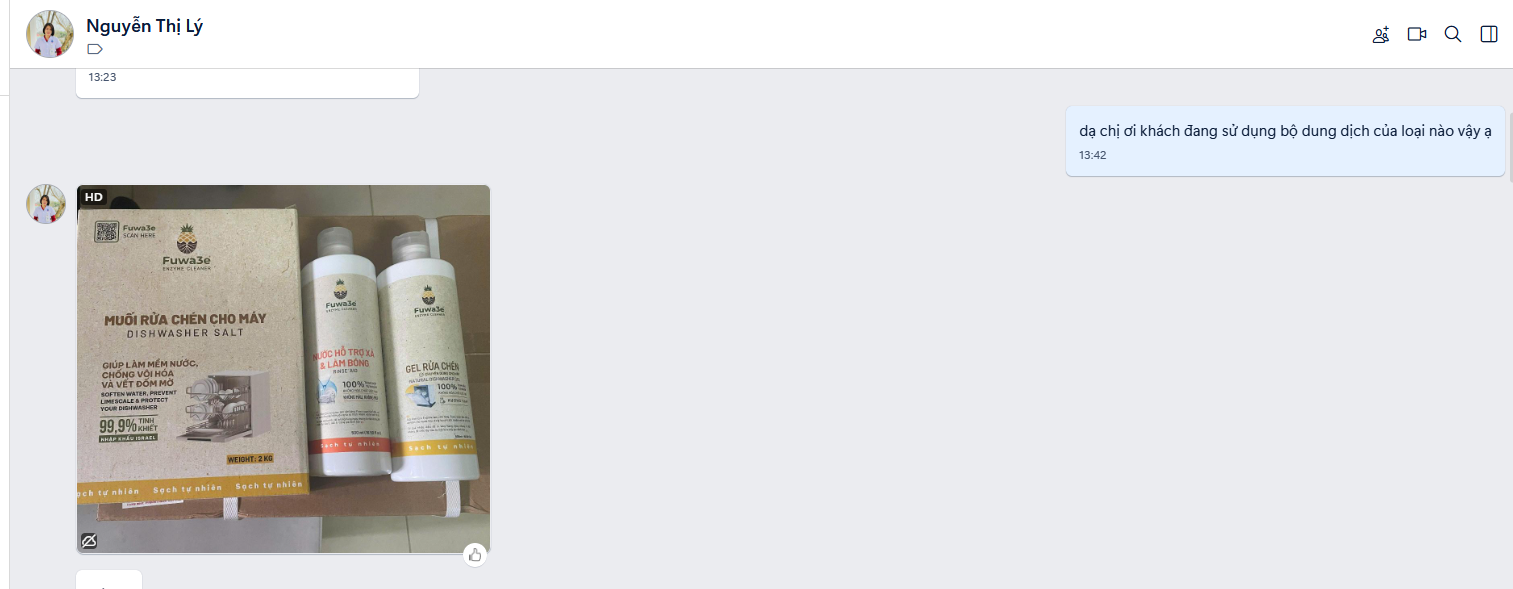 Nguyễn Thị Lý
13:23
dạ chị ơi khách đang sử dụng bộ dung dịch của loại nào vậy ạ
13:42
HD
Fuwa3e
SCAN HERE
Fuwa3e
ENZYME CLEANER
MUỐI RỬA CHÉN CHO MÁY
DISHWASHER SALT
GIÚP LÀM MỀM NƯỚC,
CHỐNG VÔI HÓA
VÀ VẾT ĐỐM MỜ
SOFTEN WATER, PREVENT
LIMESCALE & PROTECT
YOUR DISHWASHER
99,9% TINH
KHIẾT
NHẬP KHẨU ISRAEL
WEIGHT: 2 KG
Sạch tự nhiên Sạch tự nhiên
Fuwa3e
ENZYME CLEANER
NƯỚC HỖ TRỢ XẢ
& LÀM BÓNG
RINSE AID
100%
Sạch tự nhiên
Fuwa3e
ENZYME CLEANER
GEL RỬA CHÉN
100%
Sạch tự nhiên